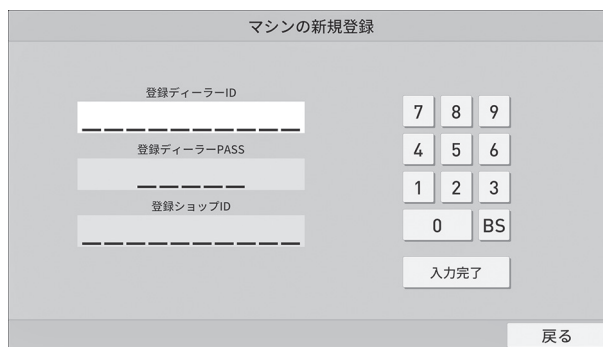 マシンの新規登録
登録ディーラーID
登録ディーラーPASS
登録ショップID
7 8 9
4 5 6
1 2 3
0 BS
入力完了
戻る